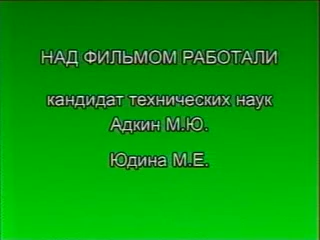 НАД ФИЛЬМОМ РАБОТАЛИ
кандидат технических наук
Адкин М.Ю.
Юдина М.Е.